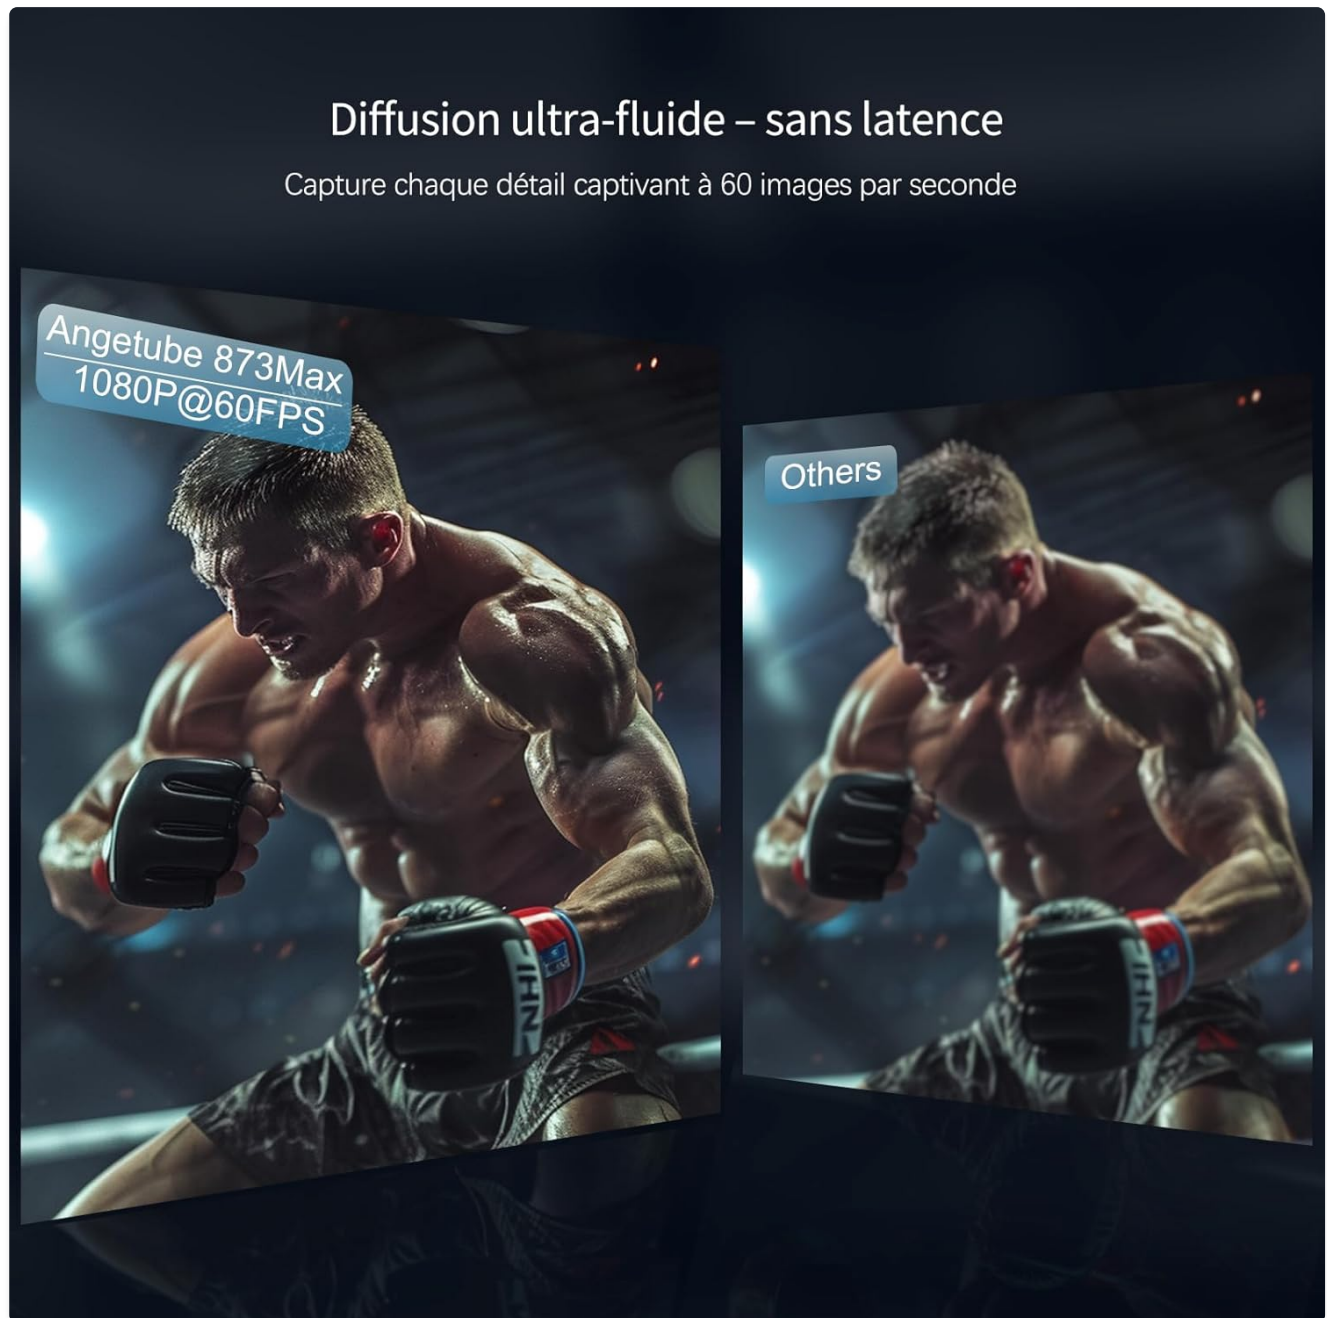 Diffusion ultra-fluide – sans latence
Capture chaque détail captivant à 60 images par seconde
Angetube 873Max
1080P@60FPS
Others